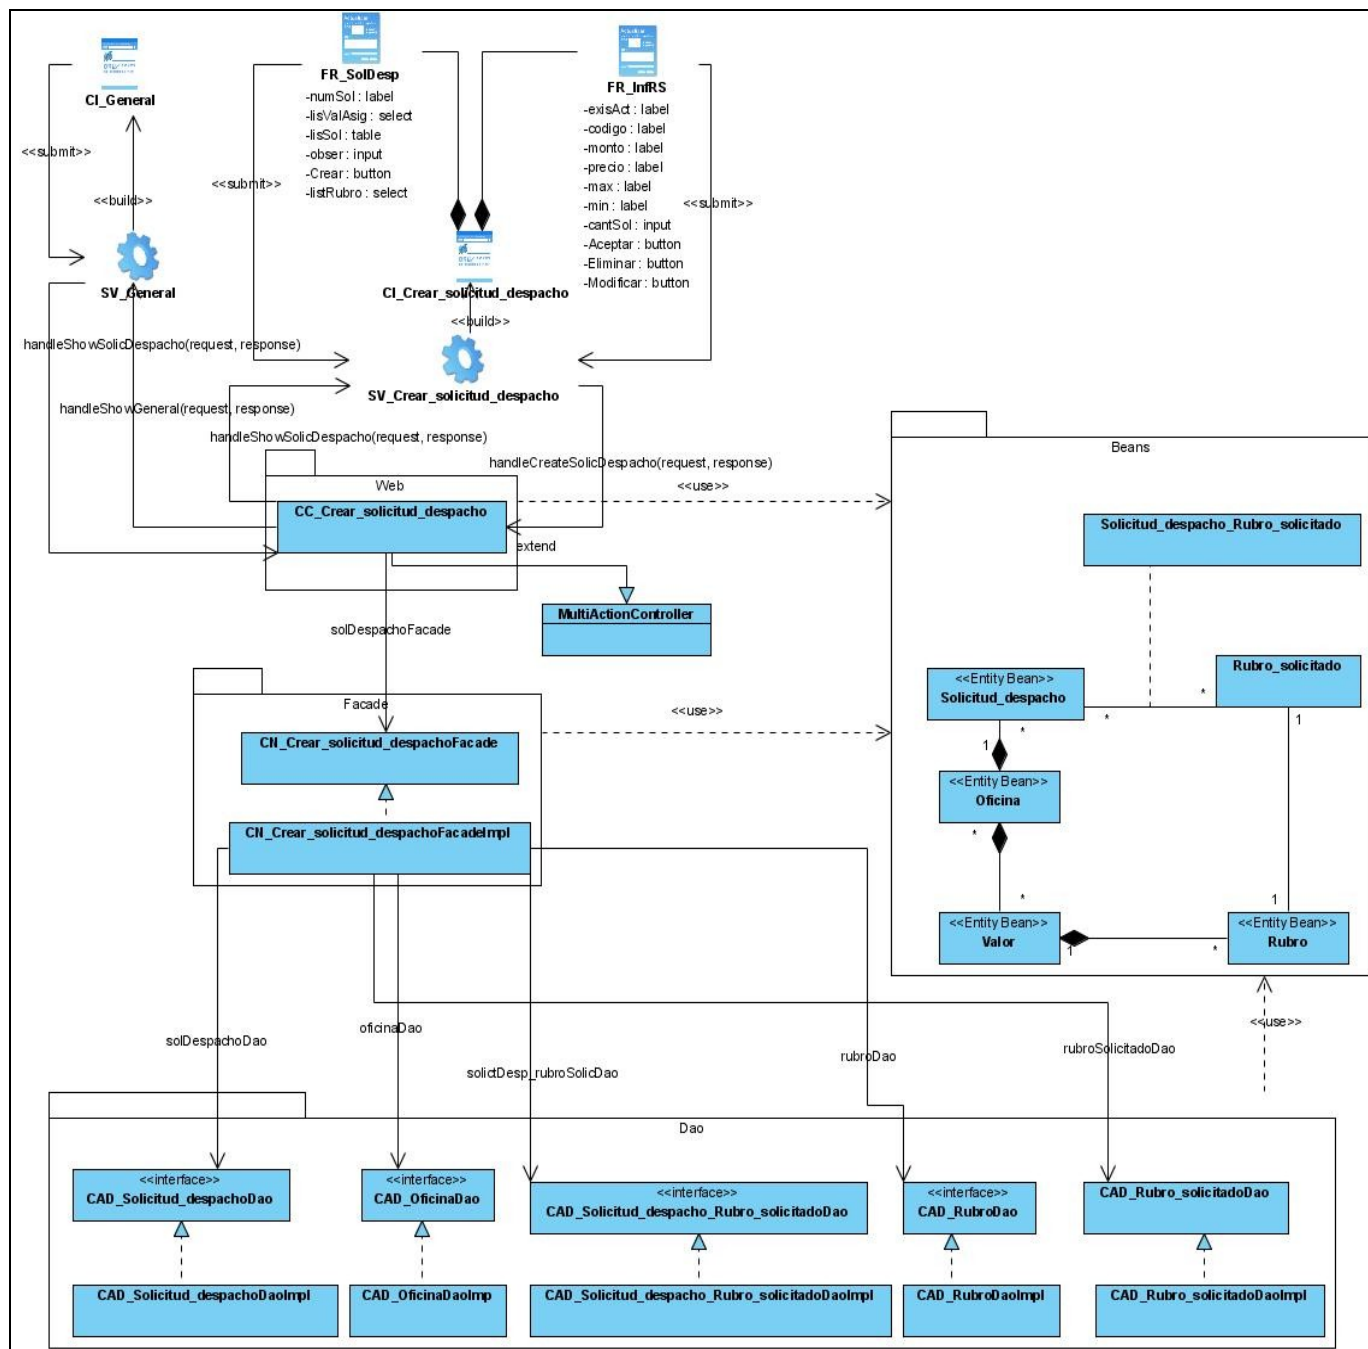 CI_General
<<submit>>
<<build>>
SV_General
FR_SolDesp
-numSol : label
-lisValAsig : select
-lisSol : table
-obser : input
-Crear : button
-listRubro : select
<<submit>>
FR_InfRS
-exisAct : label
-codigo : label
-monto : label
-precio : label
-max : label
-min : label
-cantSol : input
-Aceptar : button
-Eliminar : button
-Modificar : button
<<submit>>
CI_Crear_solicitud_despacho
<<build>>
SV_Crear_solicitud_despacho
handleShowSolicDespacho(request, response)
handleShowGeneral(request, response)
handleShowSolicDespacho(request, response)
handleCreateSolicDespacho(request, response)
Web
CC_Crear_solicitud_despacho
extend
MultiActionController
<<use>>
solDespachoFacade
Facade
CN_Crear_solicitud_despachoFacade
CN_Crear_solicitud_despachoFacadeImpl
<<use>>
Beans
Solicitud_despacho_Rubro_solicitado
Rubro_solicitado
<<Entity Bean>>
Solicitud_despacho
*
*
1
*
1
<<Entity Bean>>
Oficina
*
*
1
<<Entity Bean>>
Valor
1
*
<<Entity Bean>>
Rubro
<<use>>
solDespachoDao
oficinaDao
solictDesp_rubroSolicDao
rubroDao
rubroSolicitadoDao
Dao
<<interface>>
CAD_Solicitud_despachoDao
<<interface>>
CAD_OficinaDao
<<interface>>
CAD_Solicitud_despacho_Rubro_solicitadoDao
<<interface>>
CAD_RubroDao
CAD_Rubro_solicitadoDao
CAD_Solicitud_despachoDaoImpl
CAD_OficinaDaoImp
CAD_Solicitud_despacho_Rubro_solicitadoDaoImpl
CAD_RubroDaoImpl
CAD_Rubro_solicitadoDaoImpl